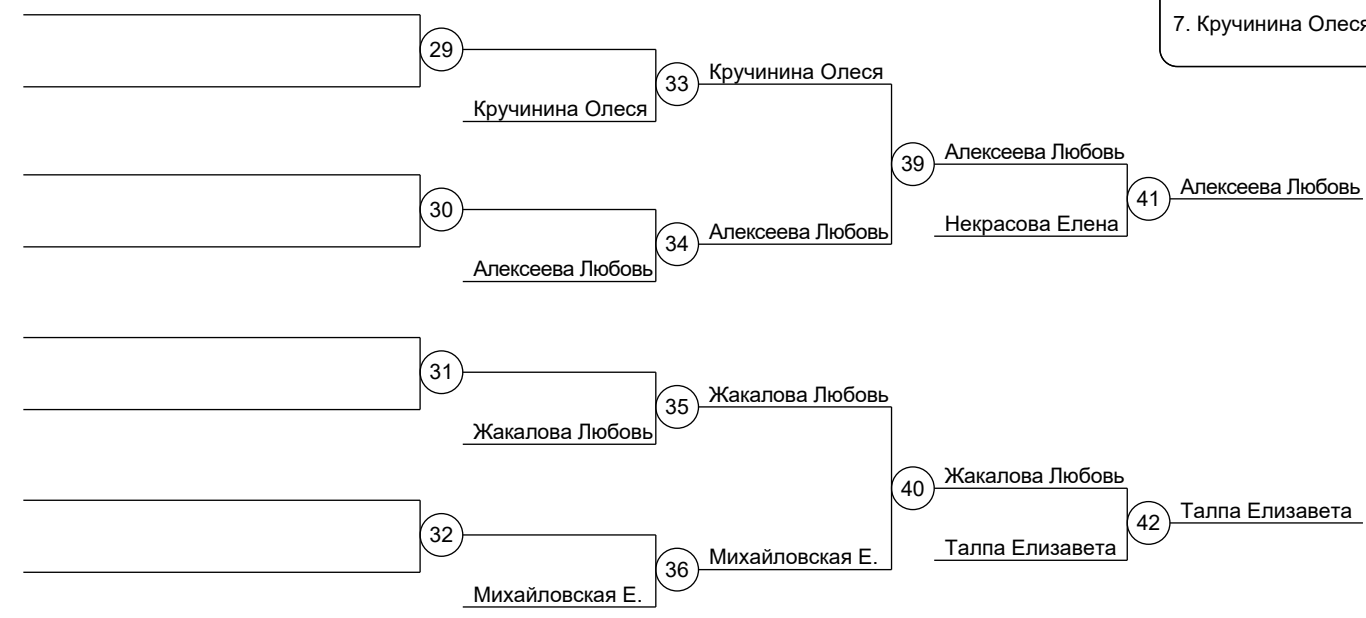 7. Кручинина Олеся
29
33
Кручинина Олеся
Кручинина Олеся
39
Алексеева Любовь
41
Алексеева Любовь
30
34
Алексеева Любовь
Некрасова Елена
Алексеева Любовь
31
35
Жакалова Любовь
Жакалова Любовь
40
Жакалова Любовь
42
Талпа Елизавета
32
36
Михайловская Е.
Талпа Елизавета
Михайловская Е.